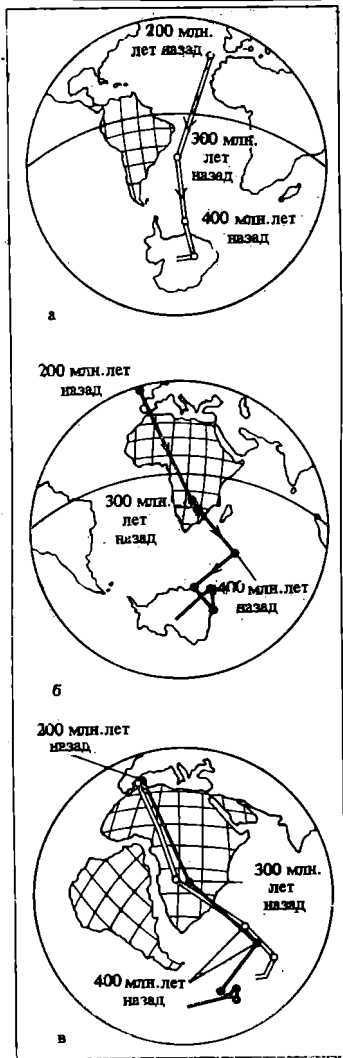 200 млн.
лет назад
300 млн.
лет
назад
400 млн.лет
назад
а
200 млн.лет
назад
300 млн.
лет
назад
400 млн.лет
назад
б
200 млн.лет
назад
300 млн.
лет
назад
400 млн.лет
назад
в